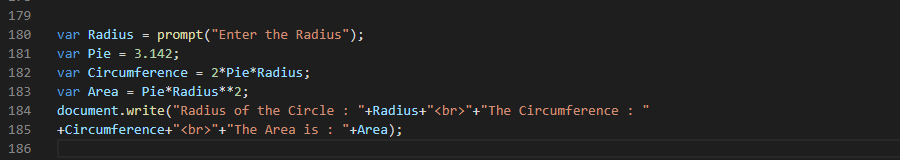 179
180 var Radius = prompt("Enter the Radius");
181 var Pie = 3.142;
182 var Circumference = 2*Pie*Radius;
183 var Area = Pie*Radius**2;
184 document.write("Radius of the Circle : "+Radius+"<br>"+"The Circumference : "
185 +Circumference+"<br>"+"The Area is : "+Area);
186